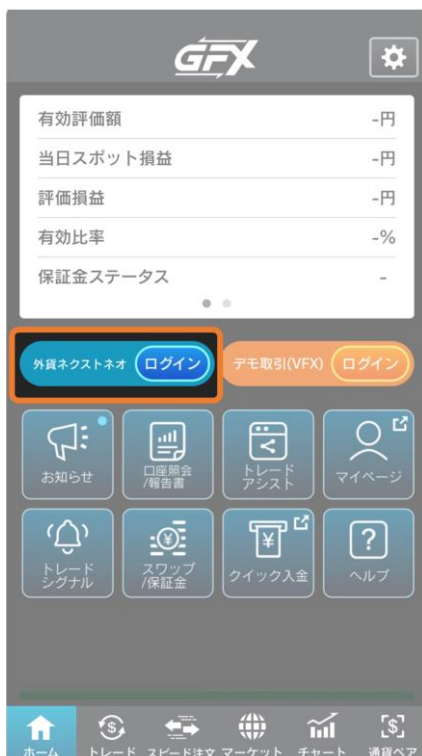 GFX
有効評価額 -円
当日スポット損益 -円
評価損益 -円
有効比率 -%
保証金ステータス -
外貨ネクストネオ ログイン デモ取引(VFX) ログイン
お知らせ
口座照会
/報告書
トレード
アシスト
マイページ
トレード
シグナル
スワップ
/保証金
クイック入金
ヘルプ
ホーム トレード スピード注文 マーケット チャート 通貨ペア